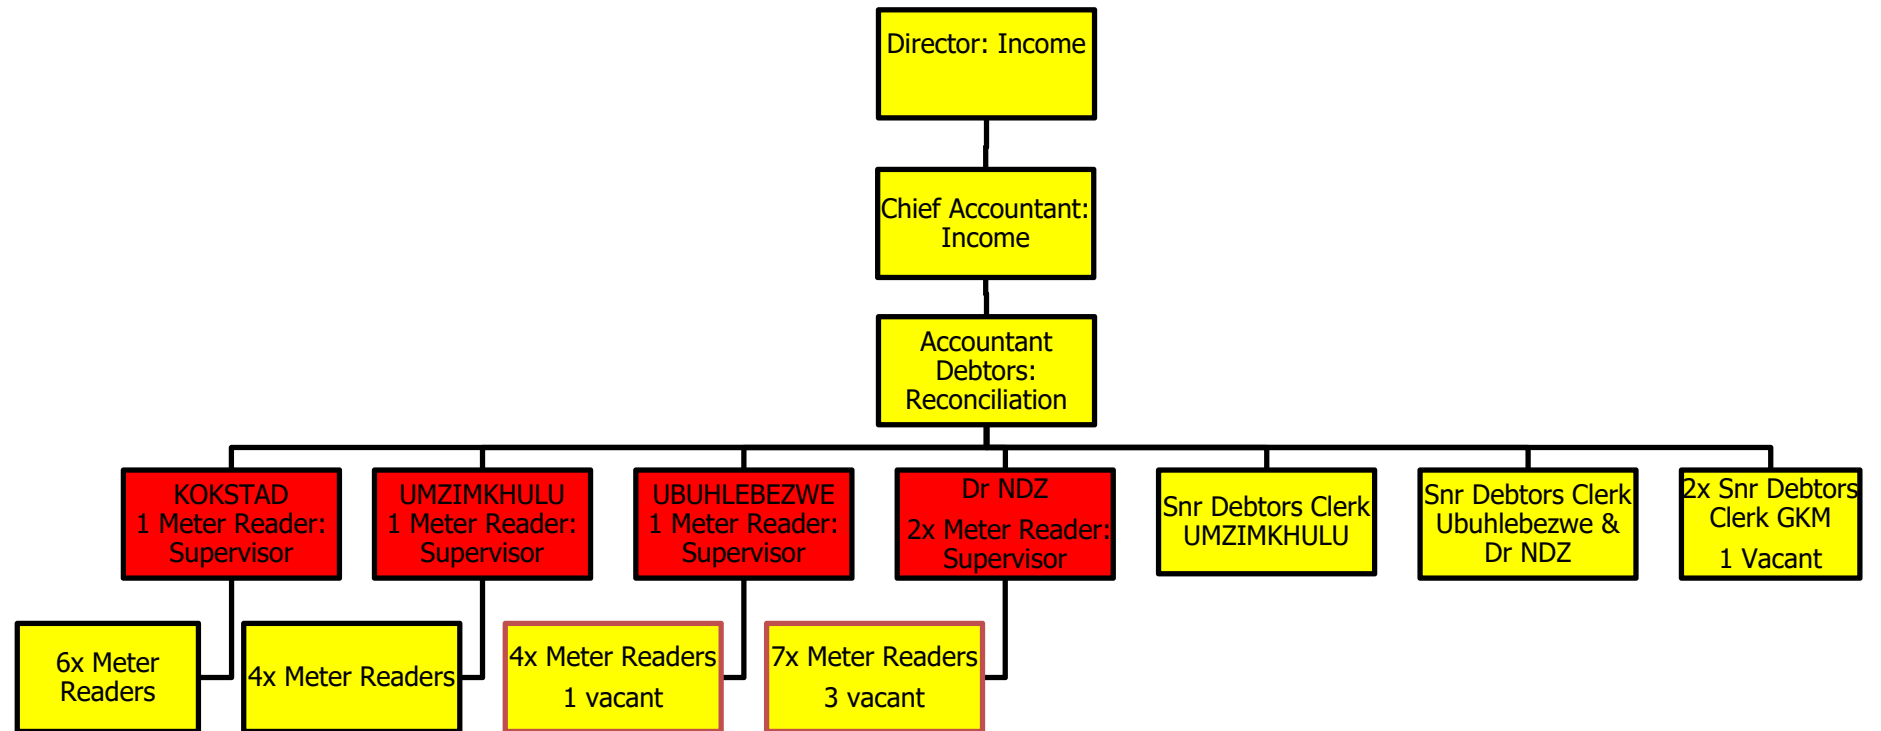 Director: Income
Chief Accountant:
Income
Accountant
Debtors:
Reconciliation
KOKSTAD
1 Meter Reader:
Supervisor
UMZIMKHULU
1 Meter Reader:
Supervisor
UBUHLEBEZWE
1 Meter Reader:
Supervisor
Dr NDZ
2x Meter Reader:
Supervisor
Snr Debtors Clerk
UMZIMKHULU
Snr Debtors Clerk
Ubuhlebezwe &
Dr NDZ
2x Snr Debtors
Clerk GKM
1 Vacant
6x Meter
Readers
4x Meter Readers
4x Meter Readers
1 vacant
7x Meter Readers
3 vacant